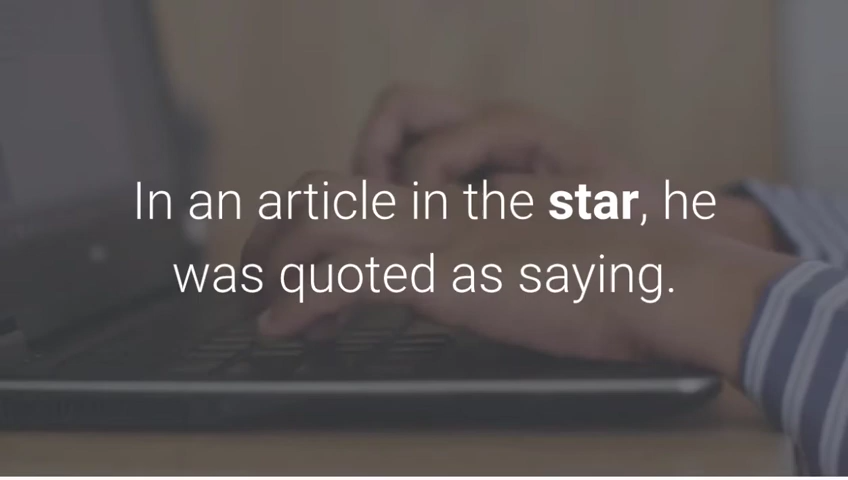 In an article in the star, he
was quoted as saying.